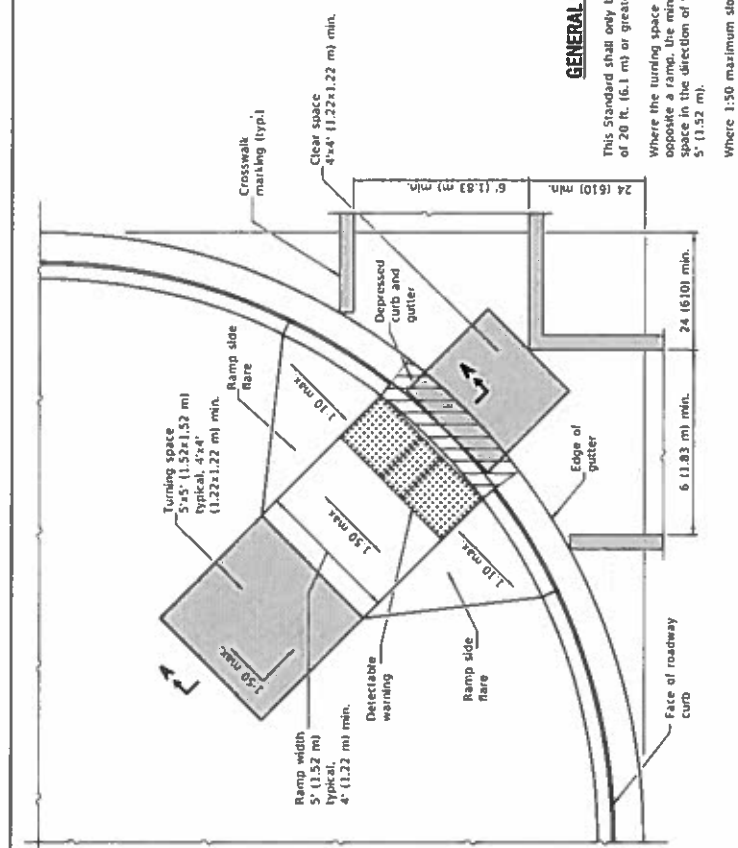 Crosswalk
marking (typ.)
Clear space
4'x4' (1.22x1.22 m) min.
6' (1.83 m) min.
24 (610) min.
Depressed
curb and
gutter
Ramp side
flare
1:10 max
A
Turning space
5'x5' (1.52x1.52 m)
typical, 4'x4'
(1.22x1.22 m) min.
1:50 max
1:50 max.
A
Ramp width
5' (1.52 m)
typical,
4' (1.22 m) min.
Detectable
warning
Ramp side
flare
1:10 max
Edge of
gutter
Face of roadway
curb
24 (610) min.
6 (1.83 m) min.
GENERAL
This Standard shall only b
of 20 ft. (6.1 m) or greate
Where the turning space
opposite a ramp, the min
space in the direction of
5' (1.52 m).
Where 1:50 maximum slo